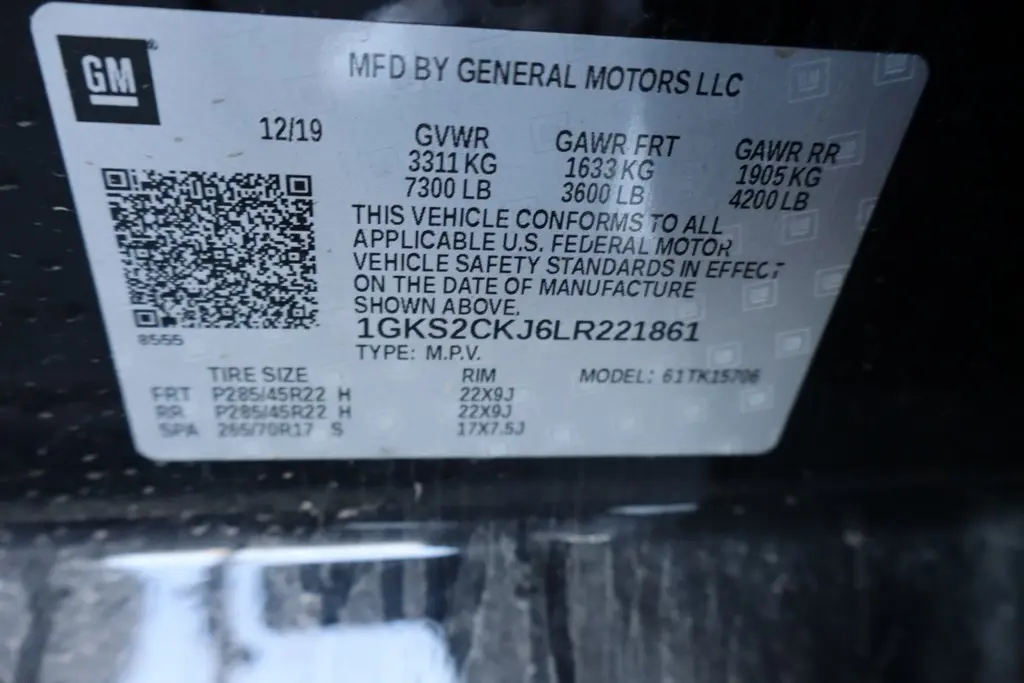 GM
MFD BY GENERAL MOTORS LLC
12/19 GVWR GAWR FRT GAWR RR
3311 KG 1633 KG 1905 KG
7300 LB 3600 LB 4200 LB
THIS VEHICLE CONFORMS TO ALL
APPLICABLE U.S. FEDERAL MOTOR
VEHICLE SAFETY STANDARDS IN EFFECT
ON THE DATE OF MANUFACTURE
SHOWN ABOVE.
1GKS2CKJ6LR221861
8555
TYPE: M.P.V.
TIRE SIZE RIM MODEL: 61TK15706
FRT P285/45R22 H 22X9J
RR P285/45R22 H 22X9J
SPA 265/70R17 S 17X7.5J